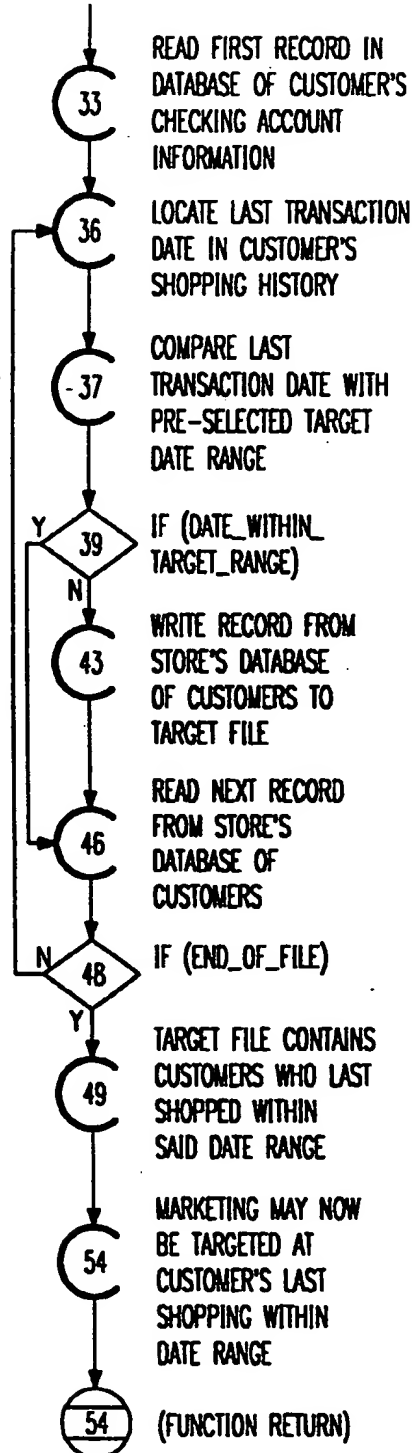 READ FIRST RECORD IN
DATABASE OF CUSTOMER'S
33
CHECKING ACCOUNT
INFORMATION
36
LOCATE LAST TRANSACTION
DATE IN CUSTOMER'S
SHOPPING HISTORY
COMPARE LAST
-37
TRANSACTION DATE WITH
PRE-SELECTED TARGET
DATE RANGE
Y
39
N
IF (DATE_WITHIN_
TARGET_RANGE)
WRITE RECORD FROM
43
STORE'S DATABASE
OF CUSTOMERS TO
TARGET FILE
READ NEXT RECORD
46
FROM STORE'S
DATABASE OF
CUSTOMERS
N
48
Y
IF (END_OF_FILE)
TARGET FILE CONTAINS
49
CUSTOMERS WHO LAST
SHOPPED WITHIN
SAID DATE RANGE
MARKETING MAY NOW
54
BE TARGETED AT
CUSTOMER'S LAST
SHOPPING WITHIN
DATE RANGE
54
(FUNCTION RETURN)